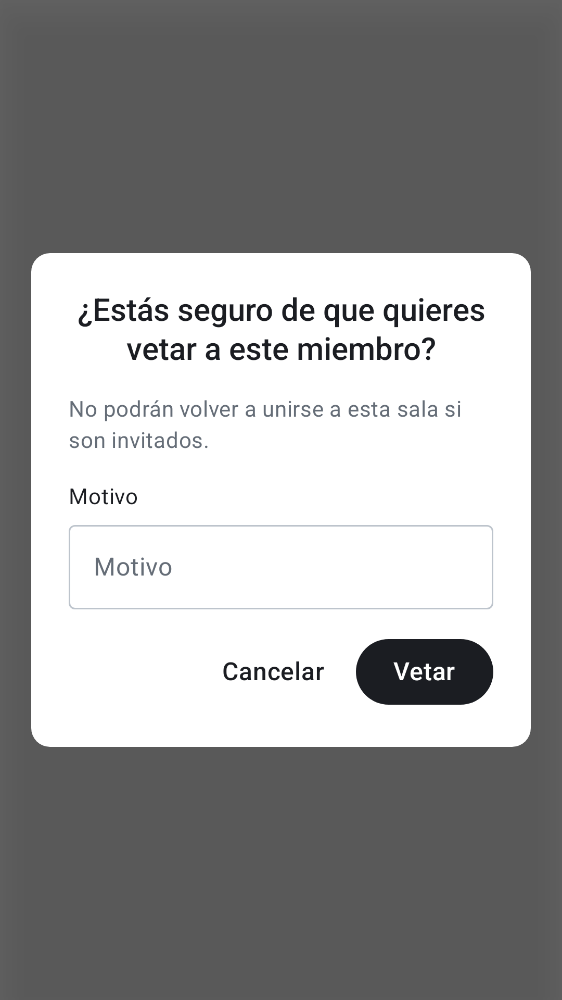 ¿Estás seguro de que quieres
vetar a este miembro?
No podrán volver a unirse a esta sala si
son invitados.
Motivo
Motivo
Cancelar
Vetar